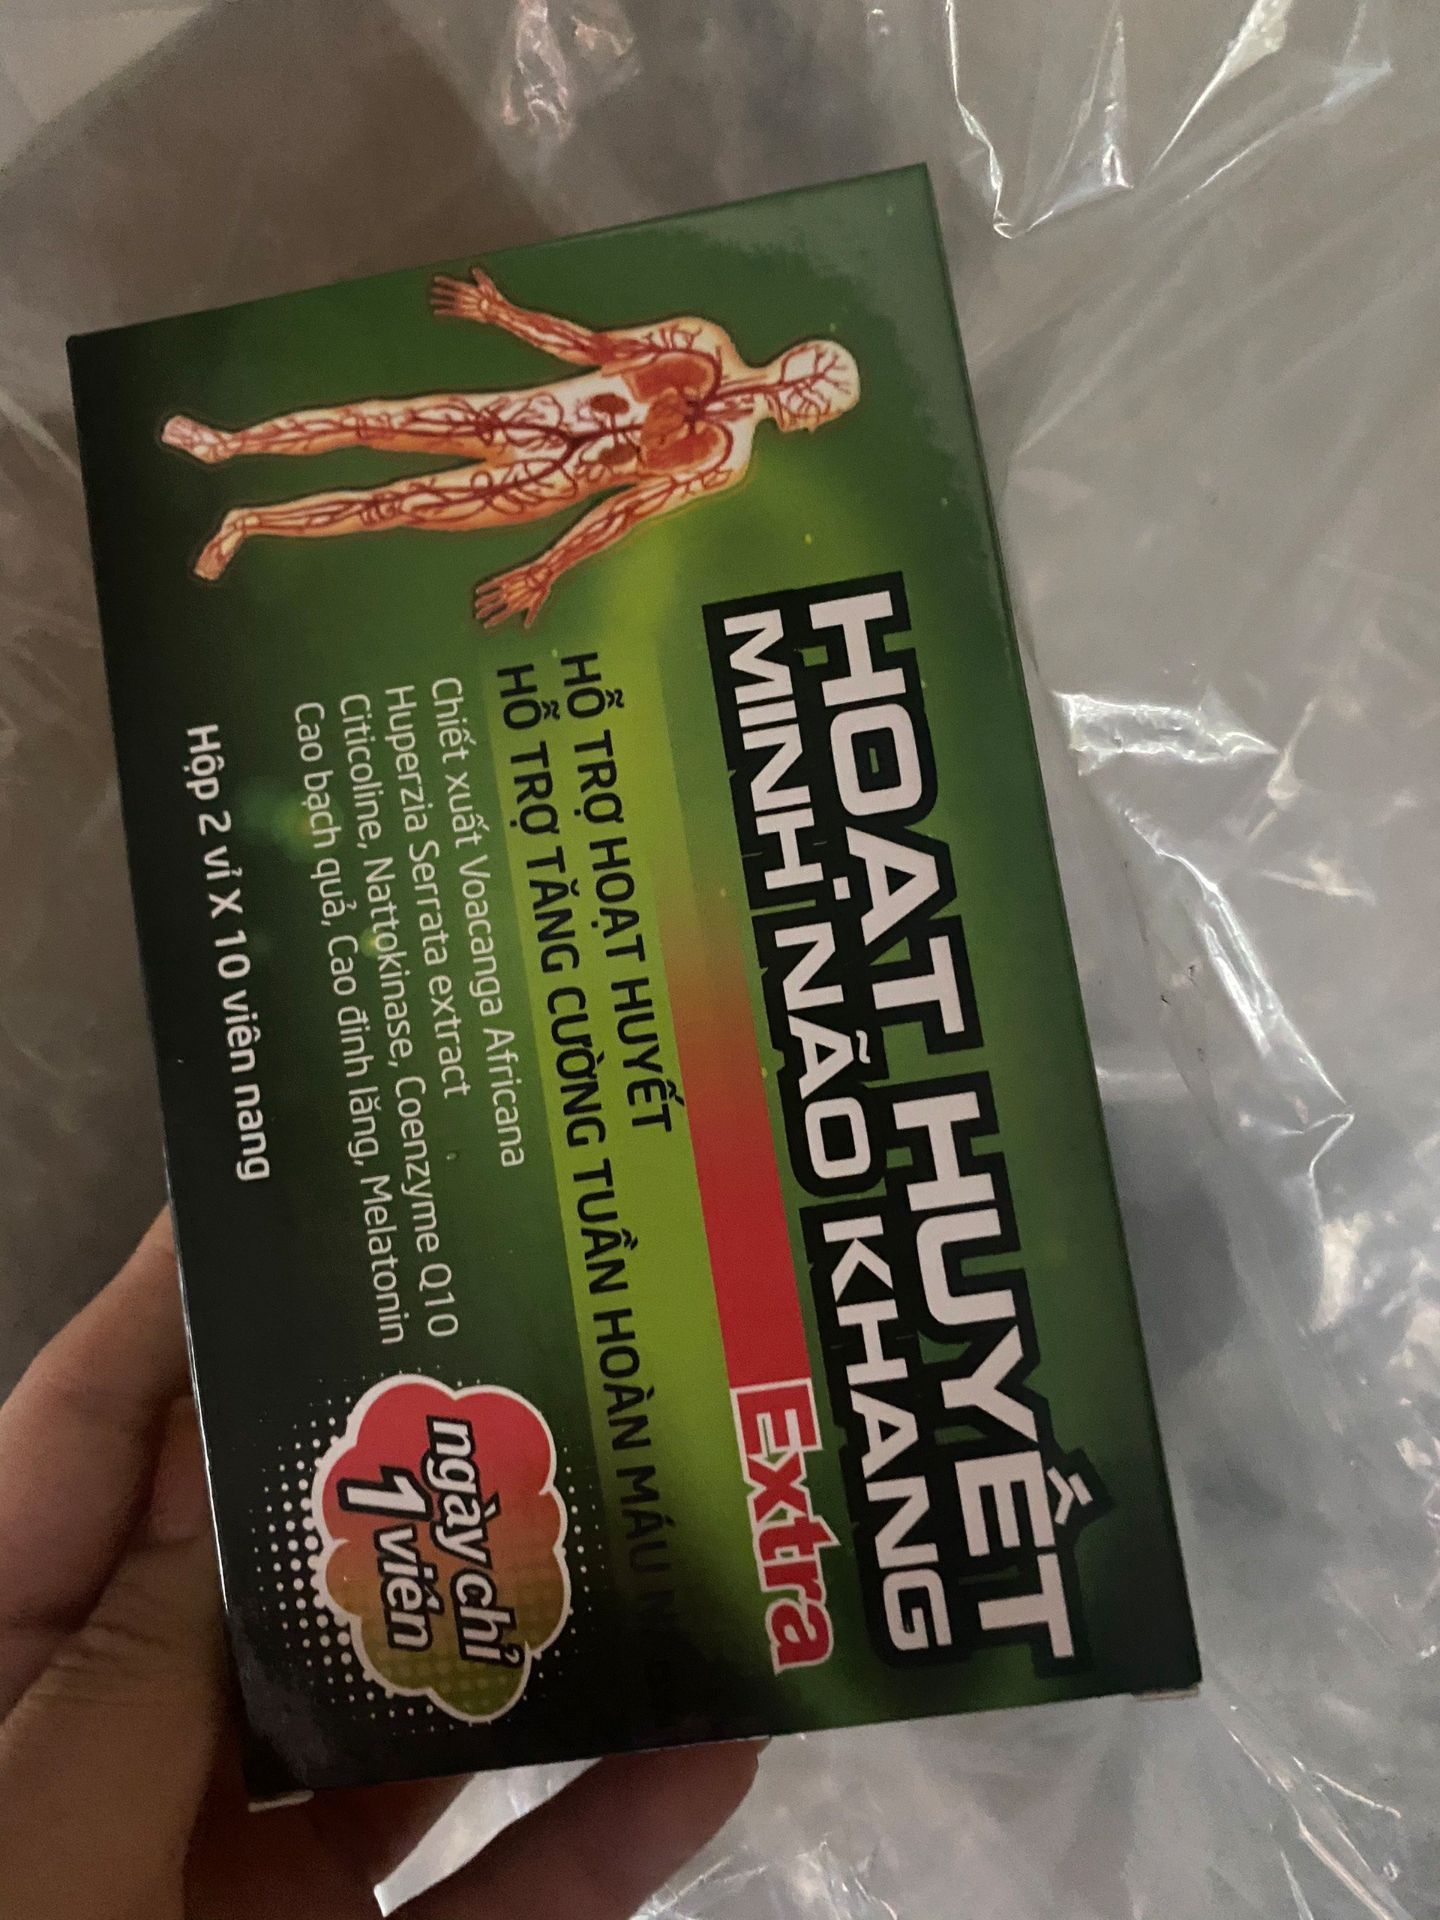 HOẠT HUYẾT
MINH NÃO KHANG
Extra
HỖ TRỢ HOẠT HUYẾT
HỖ TRỢ TĂNG CƯỜNG TUẦN HOÀN MÁU
Chiết xuất Voacanga Africana
Huperzia Serrata extract
Citicoline, Nattokinase, Coenzyme Q10
Cao bạch quả, Cao đinh lăng, Melatonin
Hộp 2 vỉ X 10 viên nang
ngày chỉ
1 viên